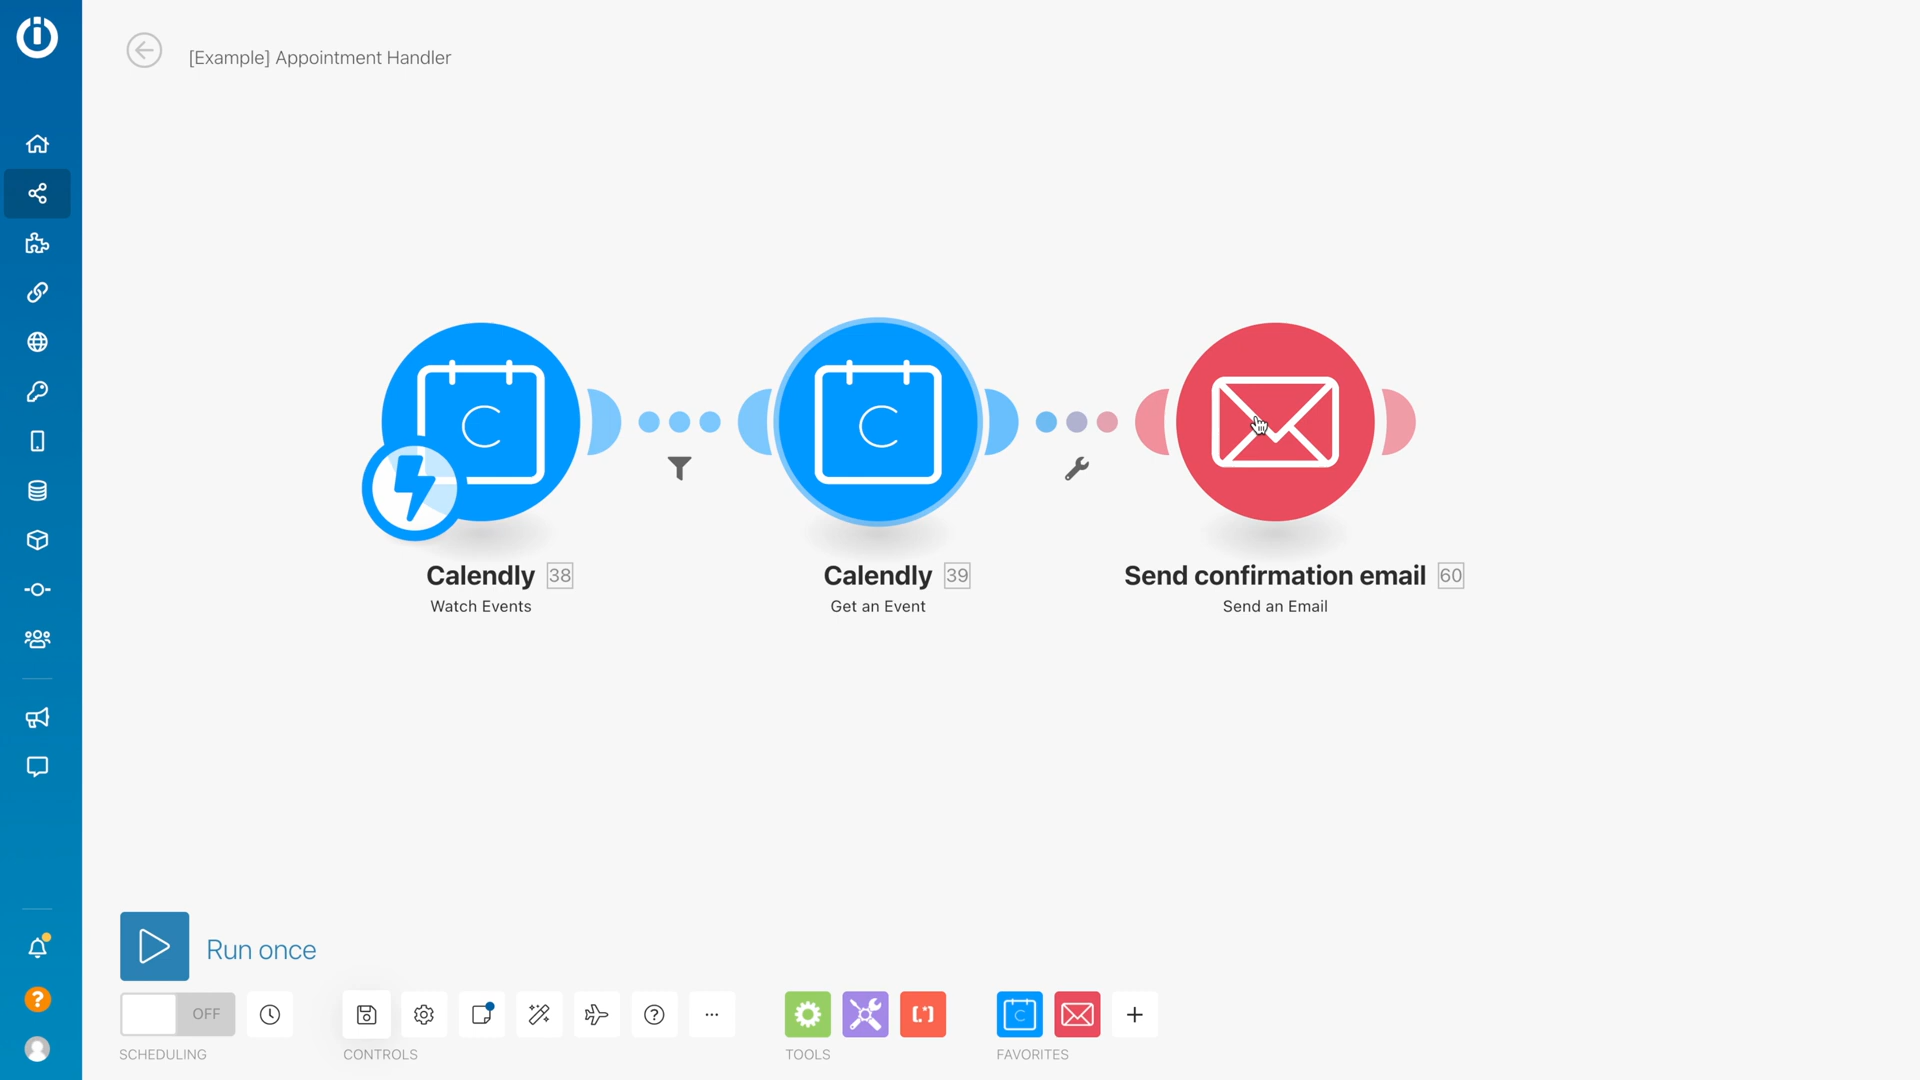 [Example] Appointment Handler
Calendly 38
Watch Events
Calendly 39
Get an Event
Send confirmation email 60
Send an Email
Run once
OFF
SCHEDULING
CONTROLS
TOOLS
FAVORITES